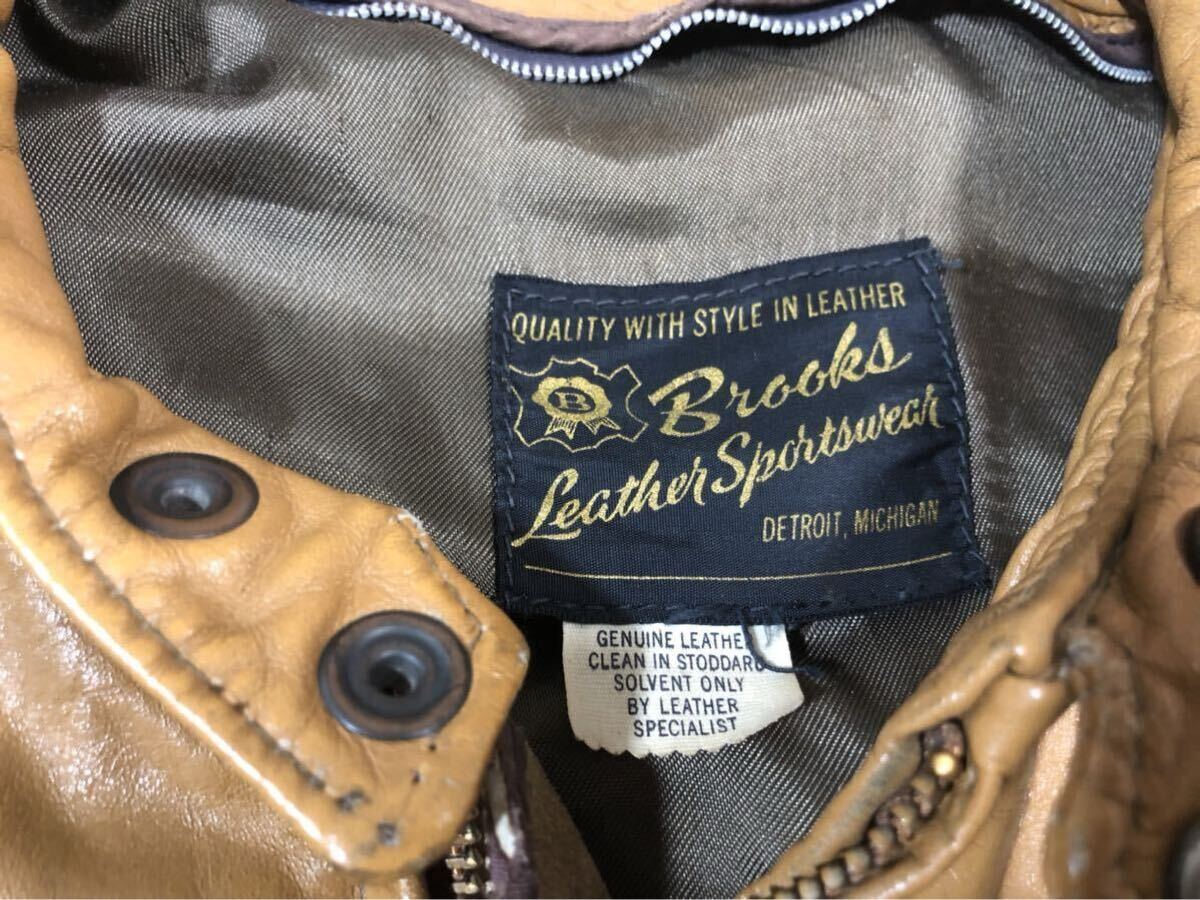 QUALITY WITH STYLE IN LEATHER
B
Brooks
Leather Sportswear
DETROIT, MICHIGAN
GENUINE LEATHE
CLEAN IN STODDARD
SOLVENT ONLY
BY LEATHER
SPECIALIST